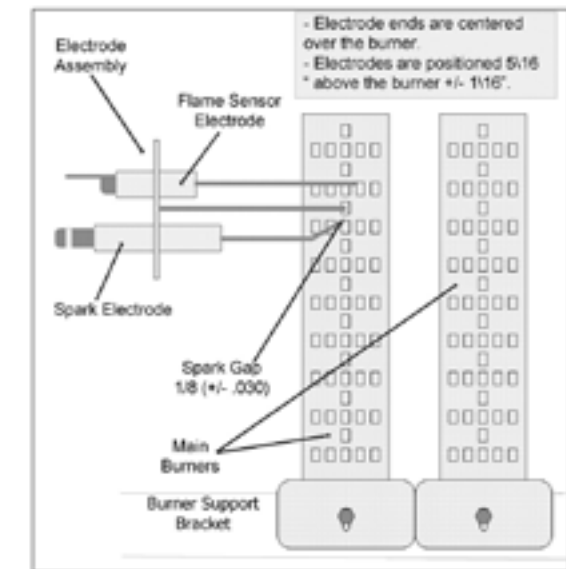 - Electrode ends are centered
over the burner.
- Electrodes are positioned 5\16
" above the burner +/- 1\16".
Electrode
Assembly
Flame Sensor
Electrode
Spark Electrode
Spark Gap
1/8 (+/- .030)
Main
Burners
Burner Support
Bracket